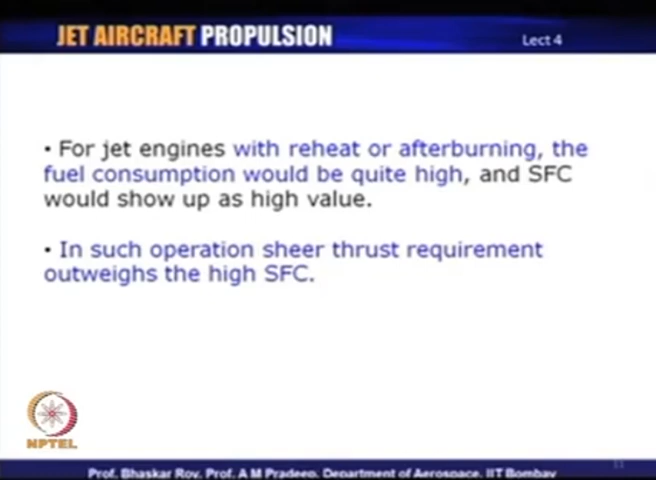 JET AIRCRAFT PROPULSION
Lect 4
• For jet engines with reheat or afterburning, the
fuel consumption would be quite high, and SFC
would show up as high value.
• In such operation sheer thrust requirement
outweighs the high SFC.
NPTEL
11
Prof. Bhaskar Roy, Prof. A M Pradeep, Department of Aerospace, IIT Bombay